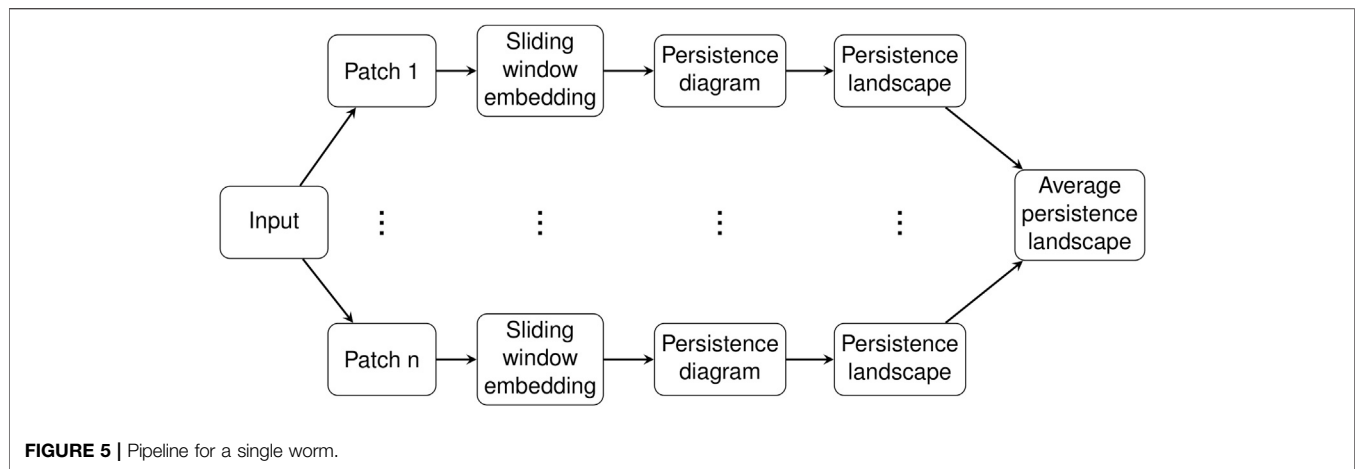 Patch 1
Sliding
window
embedding
Persistence
diagram
Persistence
landscape
Input
⋮
⋮
⋮
⋮
Average
persistence
landscape
Patch n
Sliding
window
embedding
Persistence
diagram
Persistence
landscape
FIGURE 5 | Pipeline for a single worm.